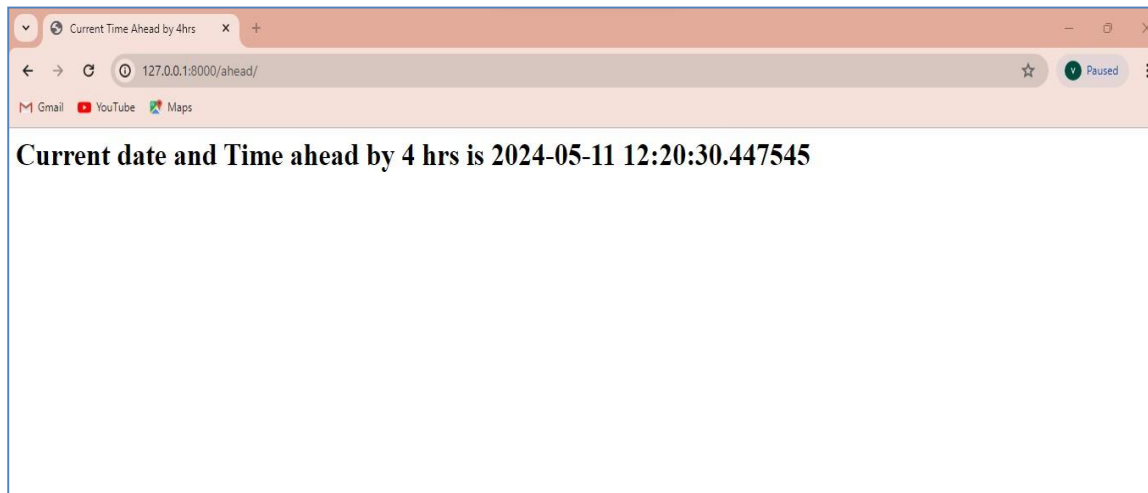 Current Time Ahead by 4hrs
127.0.0.1:8000/ahead/
V Paused
Gmail YouTube Maps
Current date and Time ahead by 4 hrs is 2024-05-11 12:20:30.447545